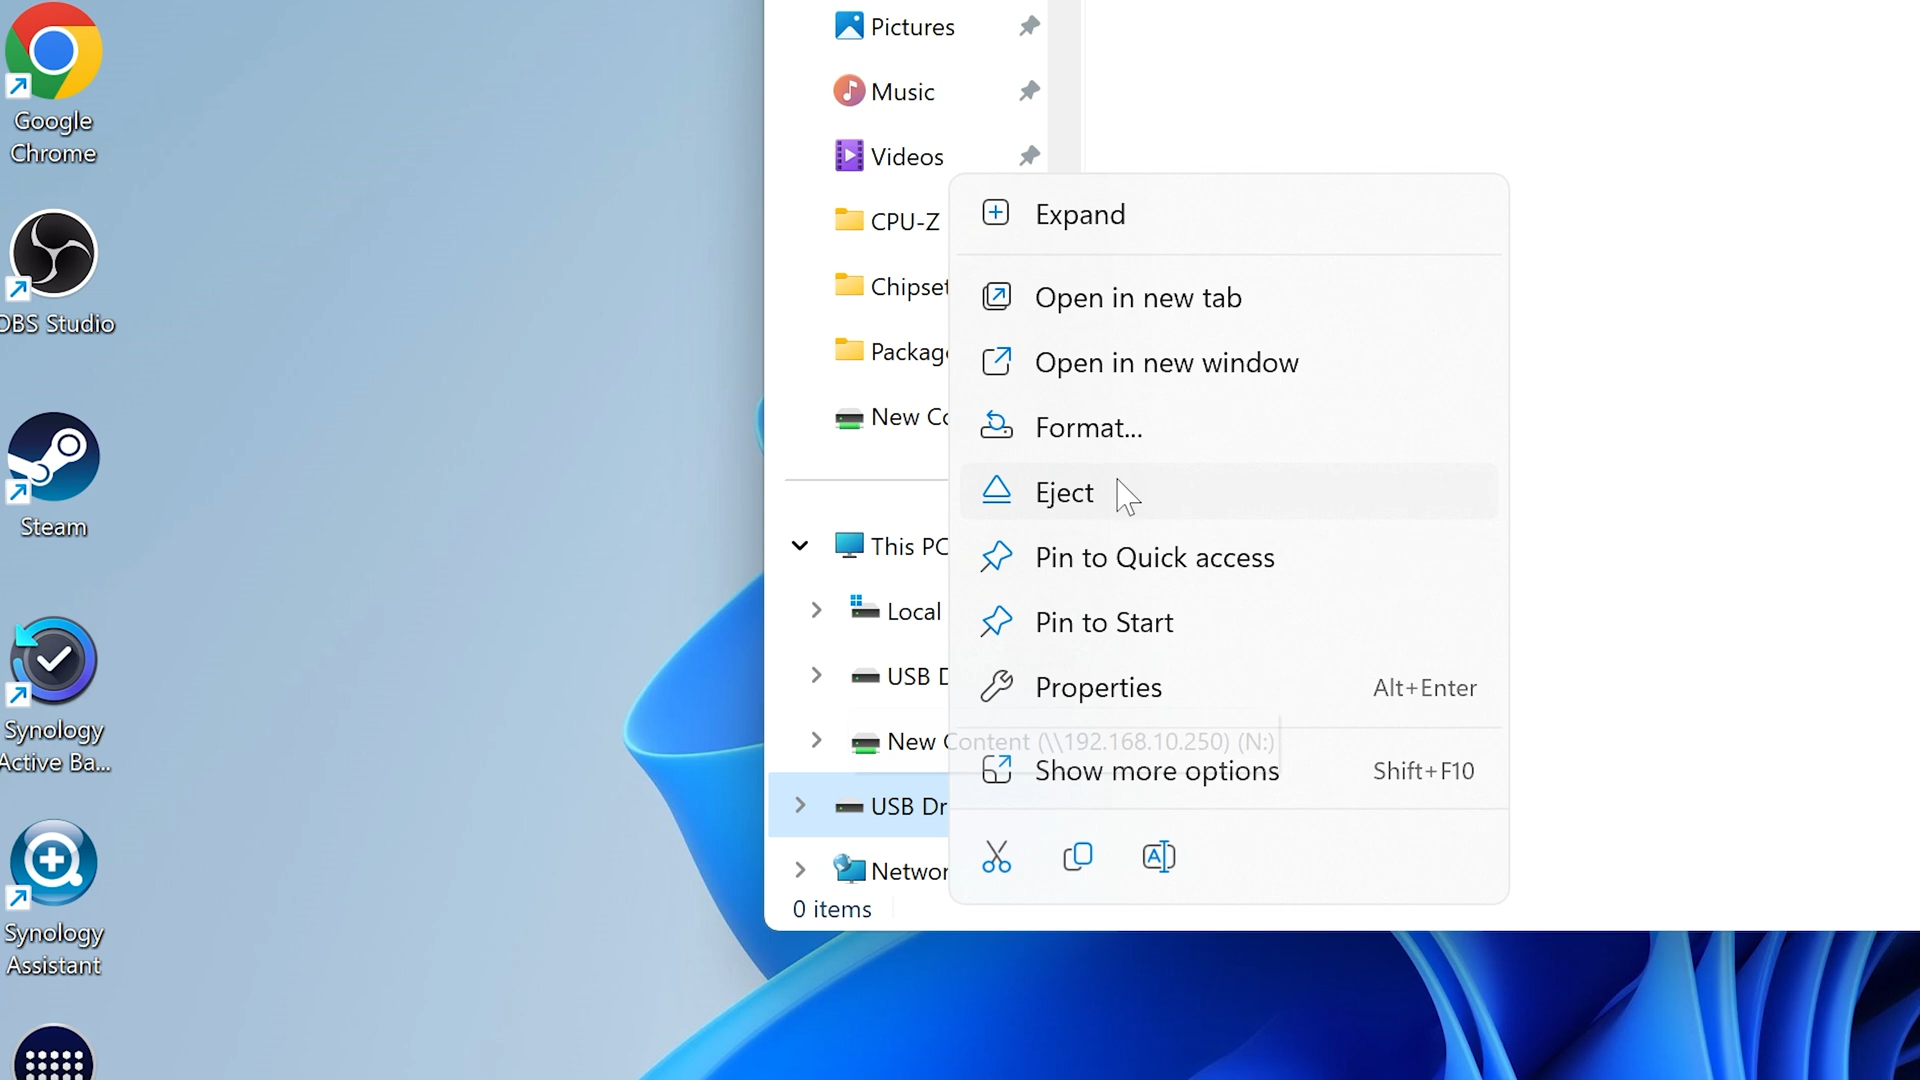 Google
Chrome
OBS Studio
Steam
Synology
Active Ba...
Synology
Assistant
Pictures
Music
Videos
CPU-Z
Chipset
Packag
New Co
This PC
Local
USB D
New Content (\\192.168.10.250) (N:)
USB Dr
Networ
0 items
Expand
Open in new tab
Open in new window
Format...
Eject
Pin to Quick access
Pin to Start
Properties Alt+Enter
Show more options Shift+F10